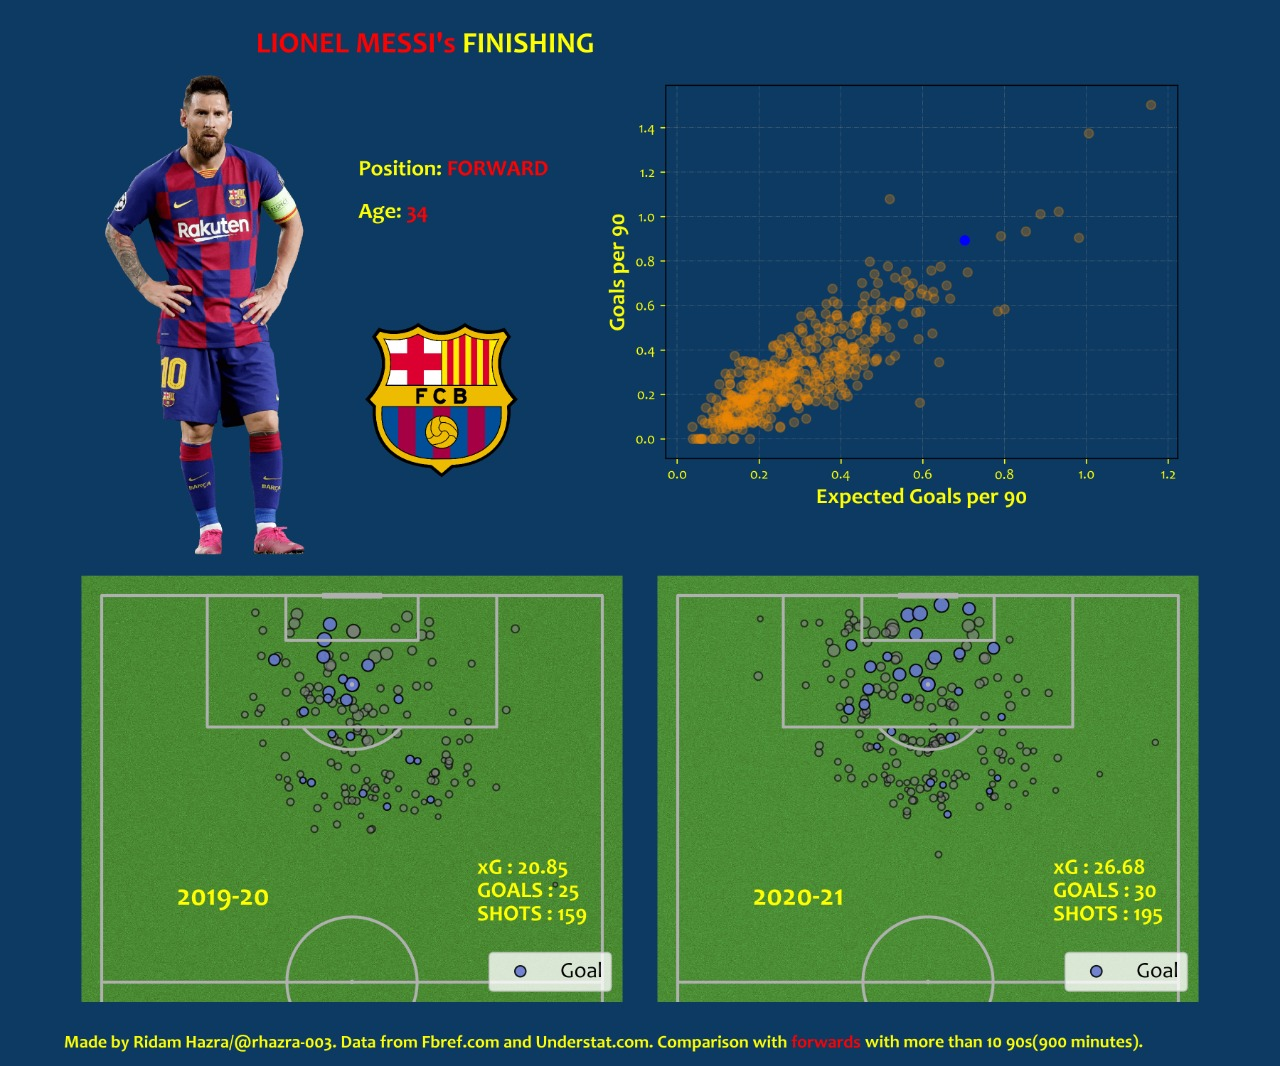 LIONEL MESSI's FINISHING
Position: FORWARD
Age: 34
Rakuten
10
BARÇA
BARÇA
FCB
Goals per 90
1.4
1.2
1.0
0.8
0.6
0.4
0.2
0.0
0.0 0.2 0.4 0.6 0.8 1.0 1.2
Expected Goals per 90
xG : 20.85
GOALS : 25
SHOTS : 159
2019-20
Goal
xG : 26.68
GOALS : 30
SHOTS : 195
2020-21
Goal
Made by Ridam Hazra/@rhazra-003. Data from Fbref.com and Understat.com. Comparison with forwards with more than 10 90s(900 minutes).